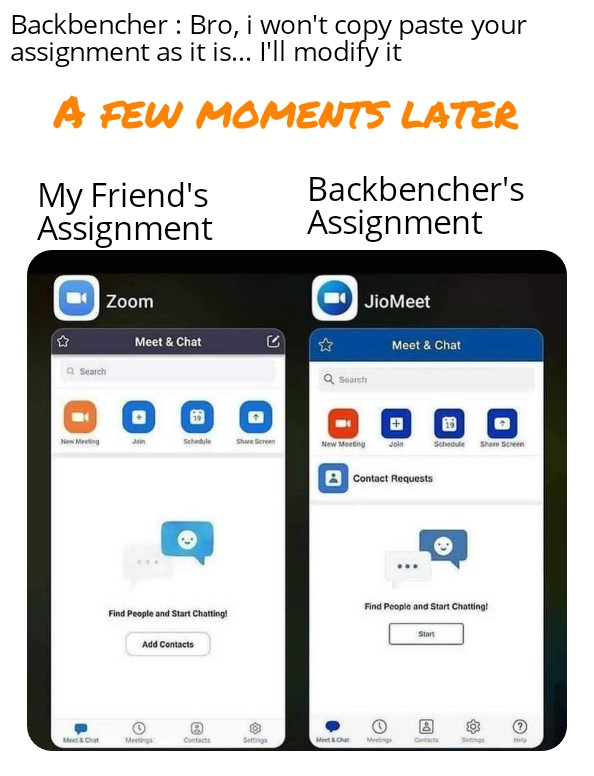 Backbencher : Bro, i won't copy paste your
assignment as it is... I'll modify it
A FEW MOMENTS LATER
My Friend's
Assignment
Backbencher's
Assignment
Zoom
Meet & Chat
Search
19
New Meeting
Join
Schedule
Share Screen
Find People and Start Chatting!
Add Contacts
Meet & Chat
Meetings
Contacts
Settings
JioMeet
Meet & Chat
Search
19
New Meeting
Join
Schedule
Share Screen
Contact Requests
Find People and Start Chatting!
Start
Meet & Chat
Meetings
Contacts
Settings
Help